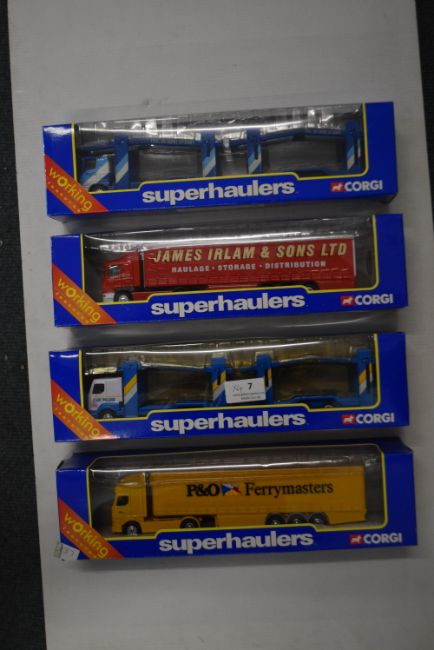 working
superhaulers
CORGI
JAMES IRLAM & SONS LTD
HAULAGE · STORAGE · DISTRIBUTION
working
superhaulers
CORGI
7
working
superhaulers
CORGI
P&O Ferrymasters
working
superhaulers
CORGI